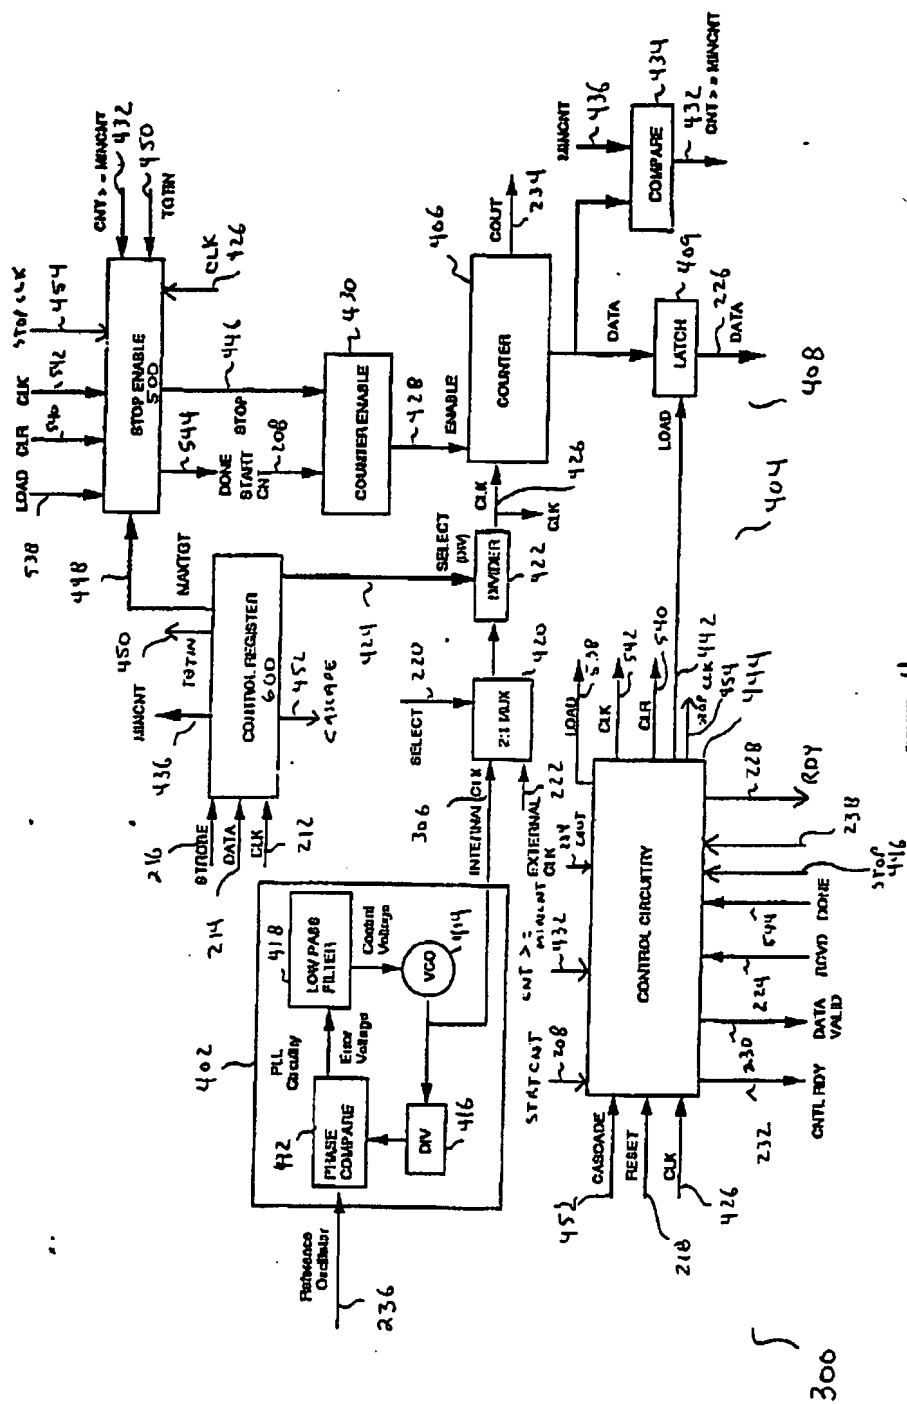 LOAD
538
CLR
540
CLK
542
STOP CLK
454
CNT > = MINCNT
432
TGTIN
450
STOP ENABLE
500
CLK
426
448
MAXTGT
544
DONE
STOP
446
START
CNT
208
COUNTER ENABLE
430
428
ENABLE
436
MINCNT
450
TGTIN
216
STROBE
DATA
214
CLK
212
CONTROL REGISTER
600
452
CASCADE
424
SELECT
(DIV)
SELECT
220
2:1 MUX
420
DIVIDER
422
CLK
426
CLK
COUNTER
406
COUT
234
DATA
MINCNT
436
COMPARE
434
432
CNT > = MINCNT
LOAD
LATCH
409
226
DATA
408
404
402
PLL
Circuitry
Reference
Oscillator
236
412
PHASE
COMPARE
Error
Voltage
418
LOW PASS
FILTER
Control
Voltage
VCO
414
DIV
416
306
INTERNAL CLK
EXTERNAL
CLK
222
STRTCNT
208
CNT > =
MINCNT
432
234
COUT
452
CASCADE
RESET
218
CLK
426
CONTROL CIRCUITRY
LOAD
538
CLK
542
CLR
540
442
STOP CLK
454
444
232
CNTL RDY
230
DATA
VALID
224
RCVD
544
DONE
STOP
446
238
228
RDY
300